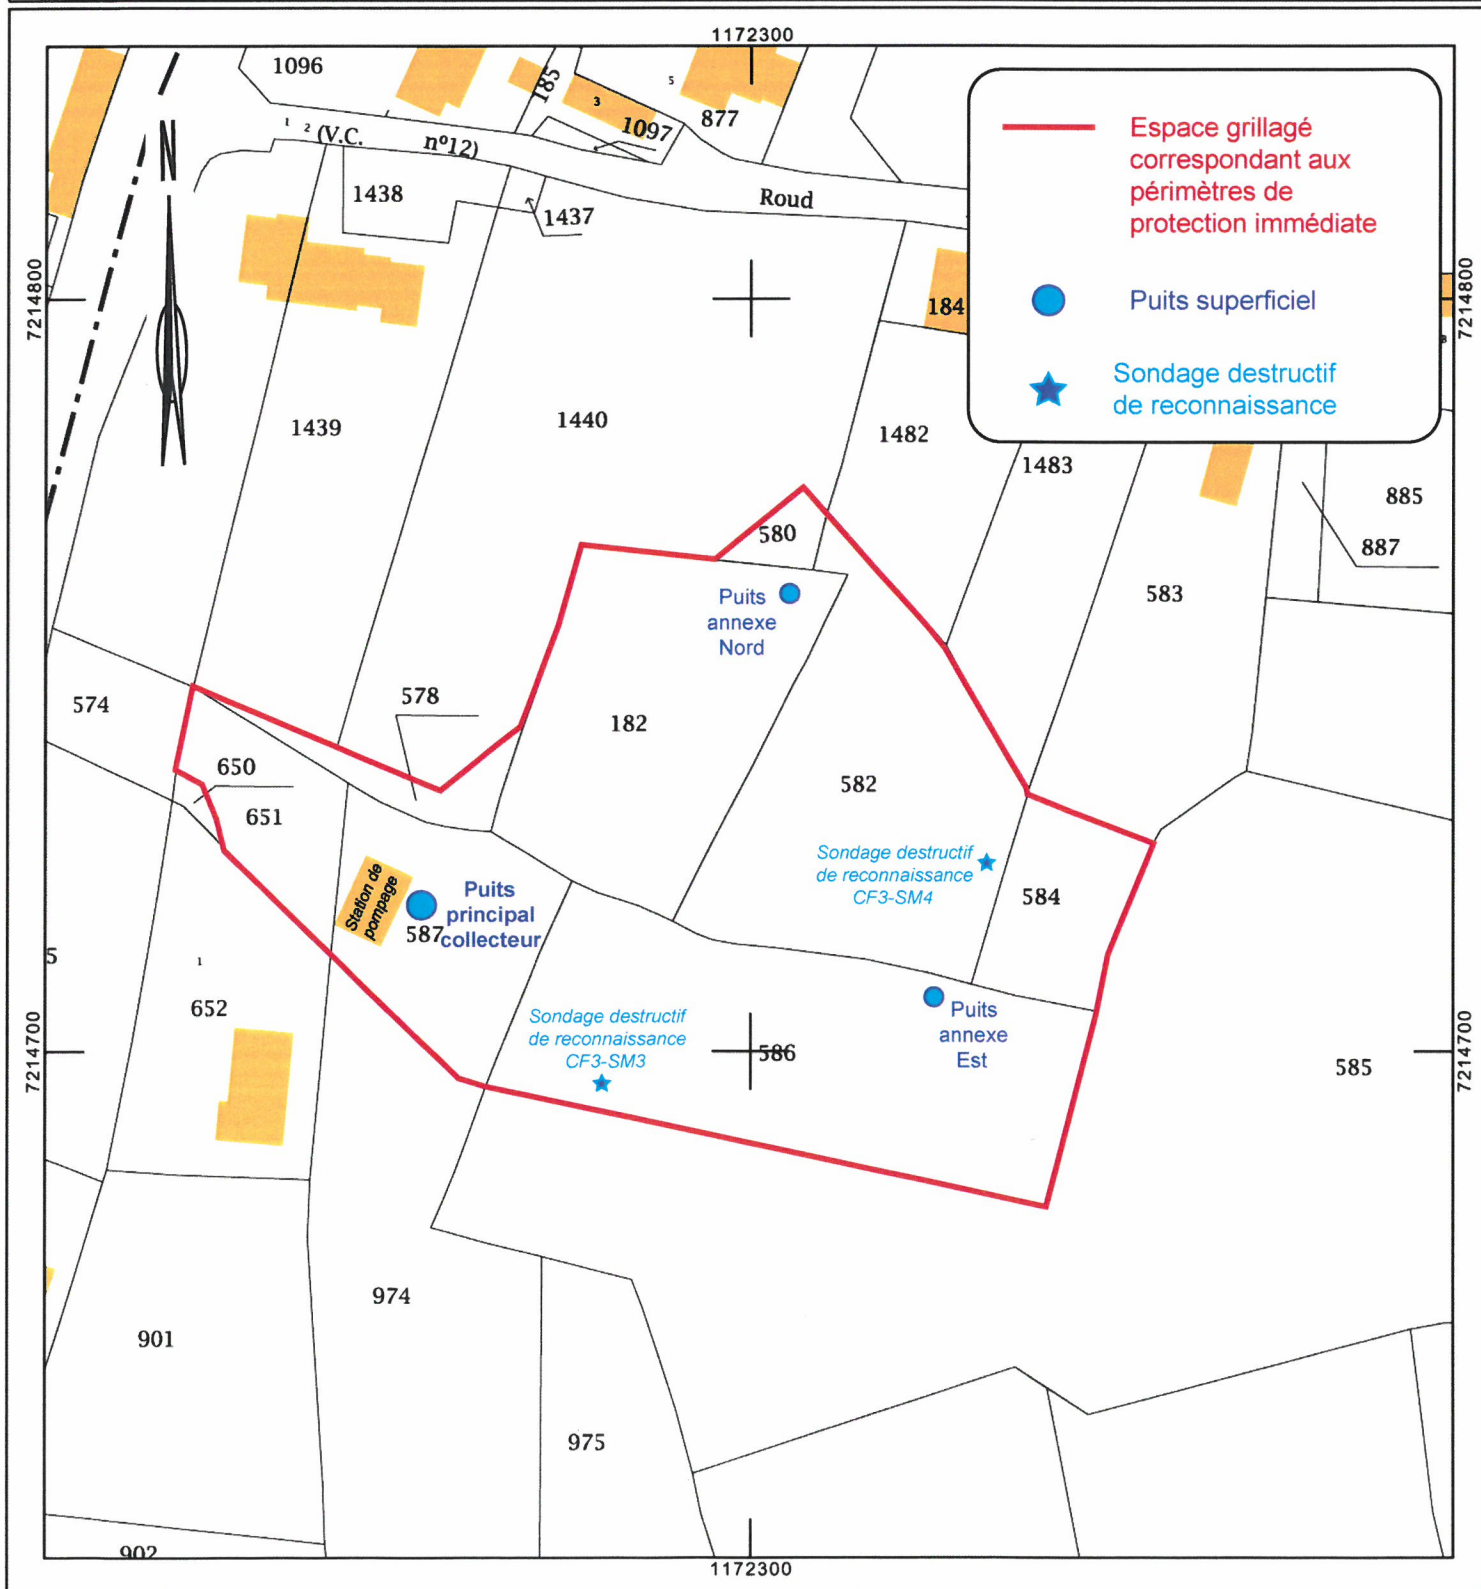 1172300
1096
185
3
5
1097
877
1 2 (V.C. nº12)
Roud
N
1438
1437
7214800
7214800
184
Espace grillagé
correspondant aux
périmètres de
protection immédiate
Puits superficiel
Sondage destructif
de reconnaissance
1439
1440
1482
1483
885
887
580
583
Puits
annexe
Nord
574
578
182
650
651
582
Sondage destructif
de reconnaissance
CF3-SM4
584
Station de
pompage
Puits
principal
collecteur
587
5
1
652
Sondage destructif
de reconnaissance
CF3-SM3
586
Puits
annexe
Est
585
7214700
7214700
974
901
975
902
1172300